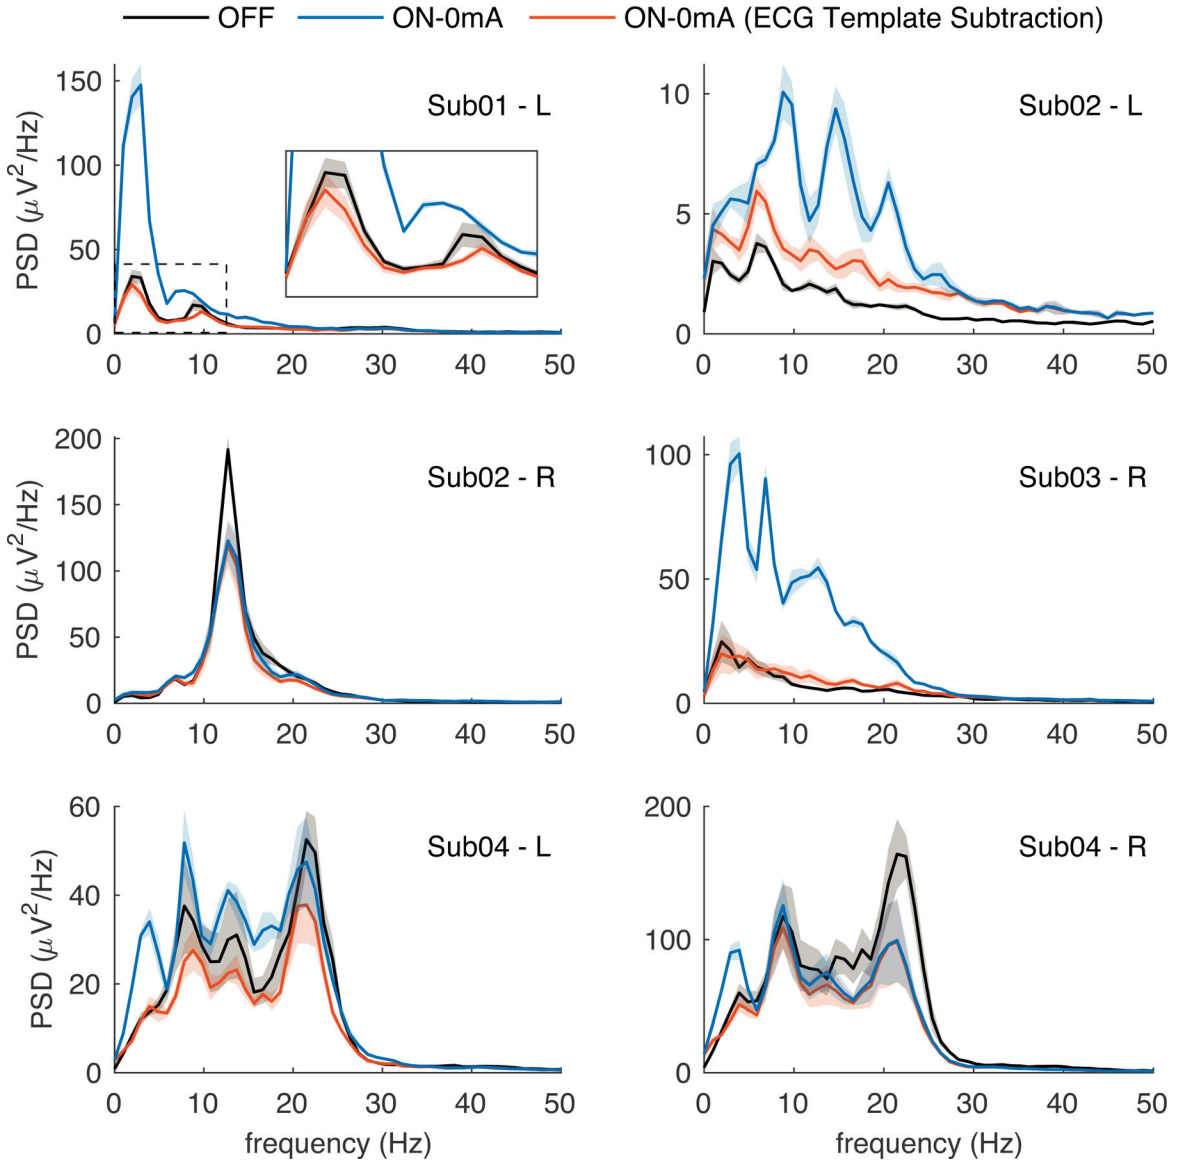 OFF ON-0mA ON-0mA (ECG Template Subtraction)
PSD (μV²/Hz)
150
100
50
0
Sub01 - L
0 10 20 30 40 50
10
5
0
Sub02 - L
0 10 20 30 40 50
PSD (μV²/Hz)
200
150
100
50
0
Sub02 - R
0 10 20 30 40 50
100
50
0
Sub03 - R
0 10 20 30 40 50
PSD (μV²/Hz)
60
40
20
0
Sub04 - L
0 10 20 30 40 50
frequency (Hz)
200
100
0
Sub04 - R
0 10 20 30 40 50
frequency (Hz)